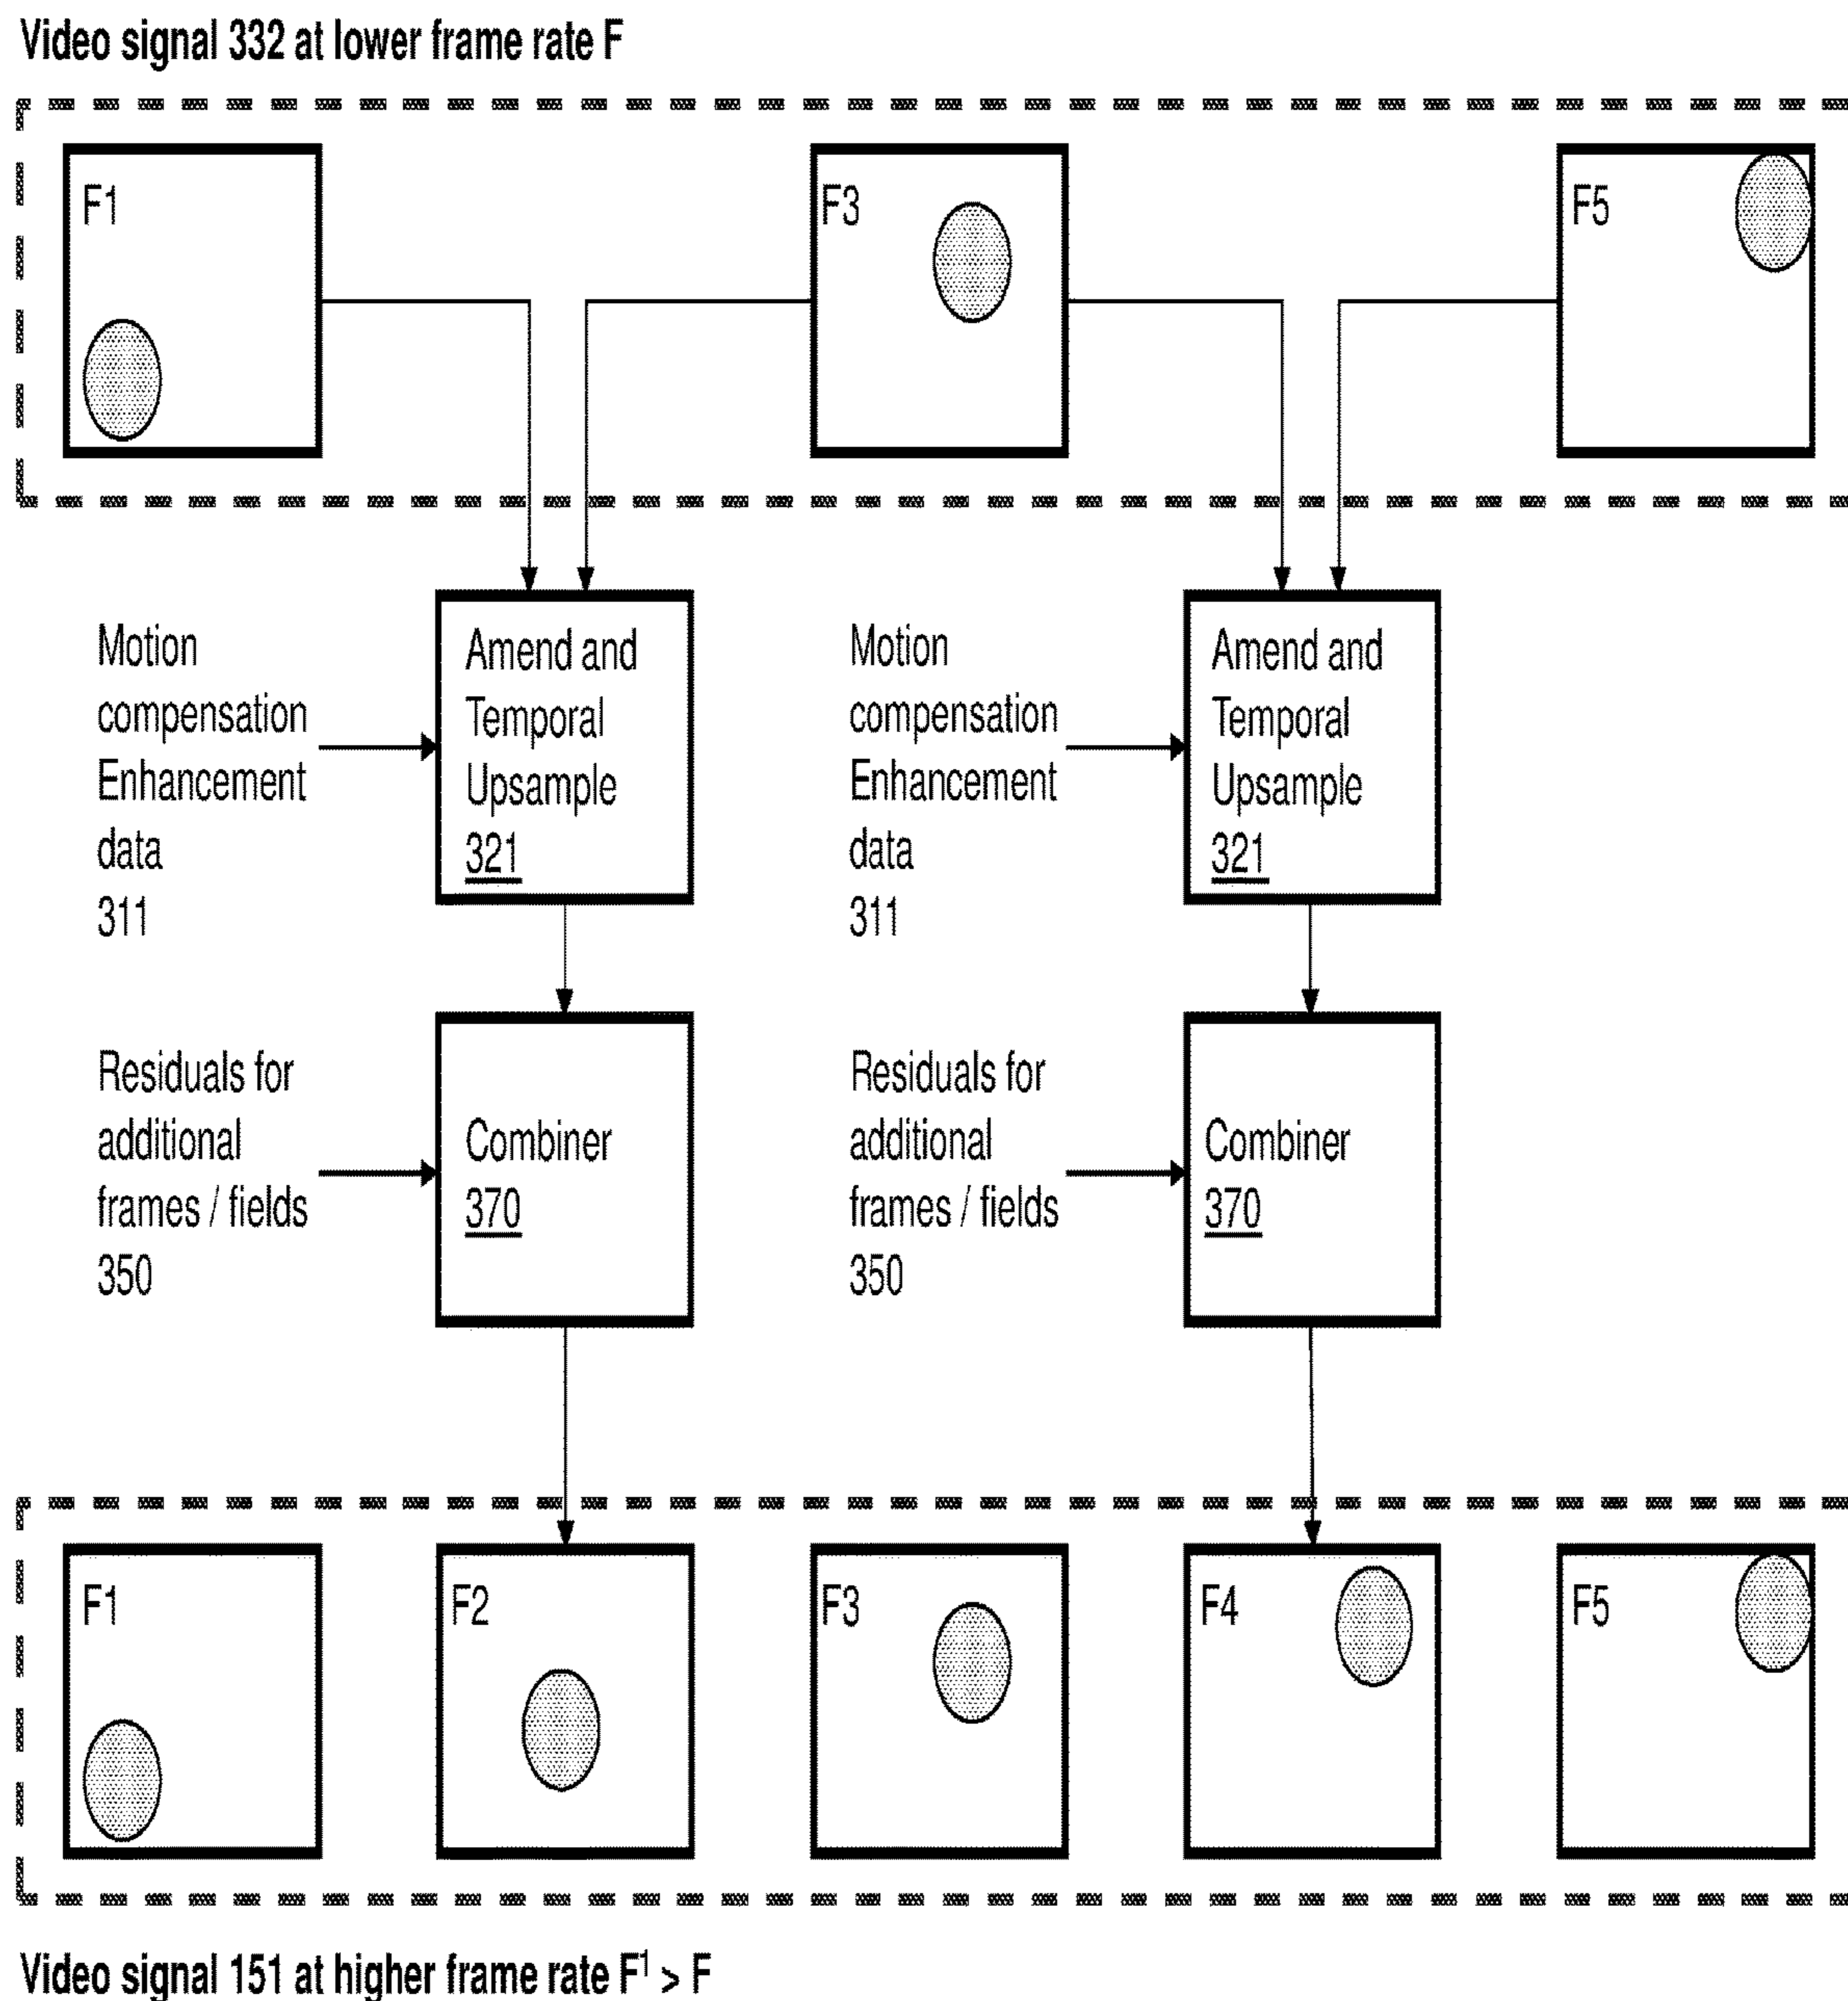 Video signal 332 at lower frame rate F
F1
F3
F5
Motion
compensation
Enhancement
data
311
Amend and
Temporal
Upsample
321
Motion
compensation
Enhancement
data
311
Amend and
Temporal
Upsample
321
Residuals for
additional
frames / fields
350
Combiner
370
Residuals for
additional
frames / fields
350
Combiner
370
F1
F2
F3
F4
F5
Video signal 151 at higher frame rate F¹ > F